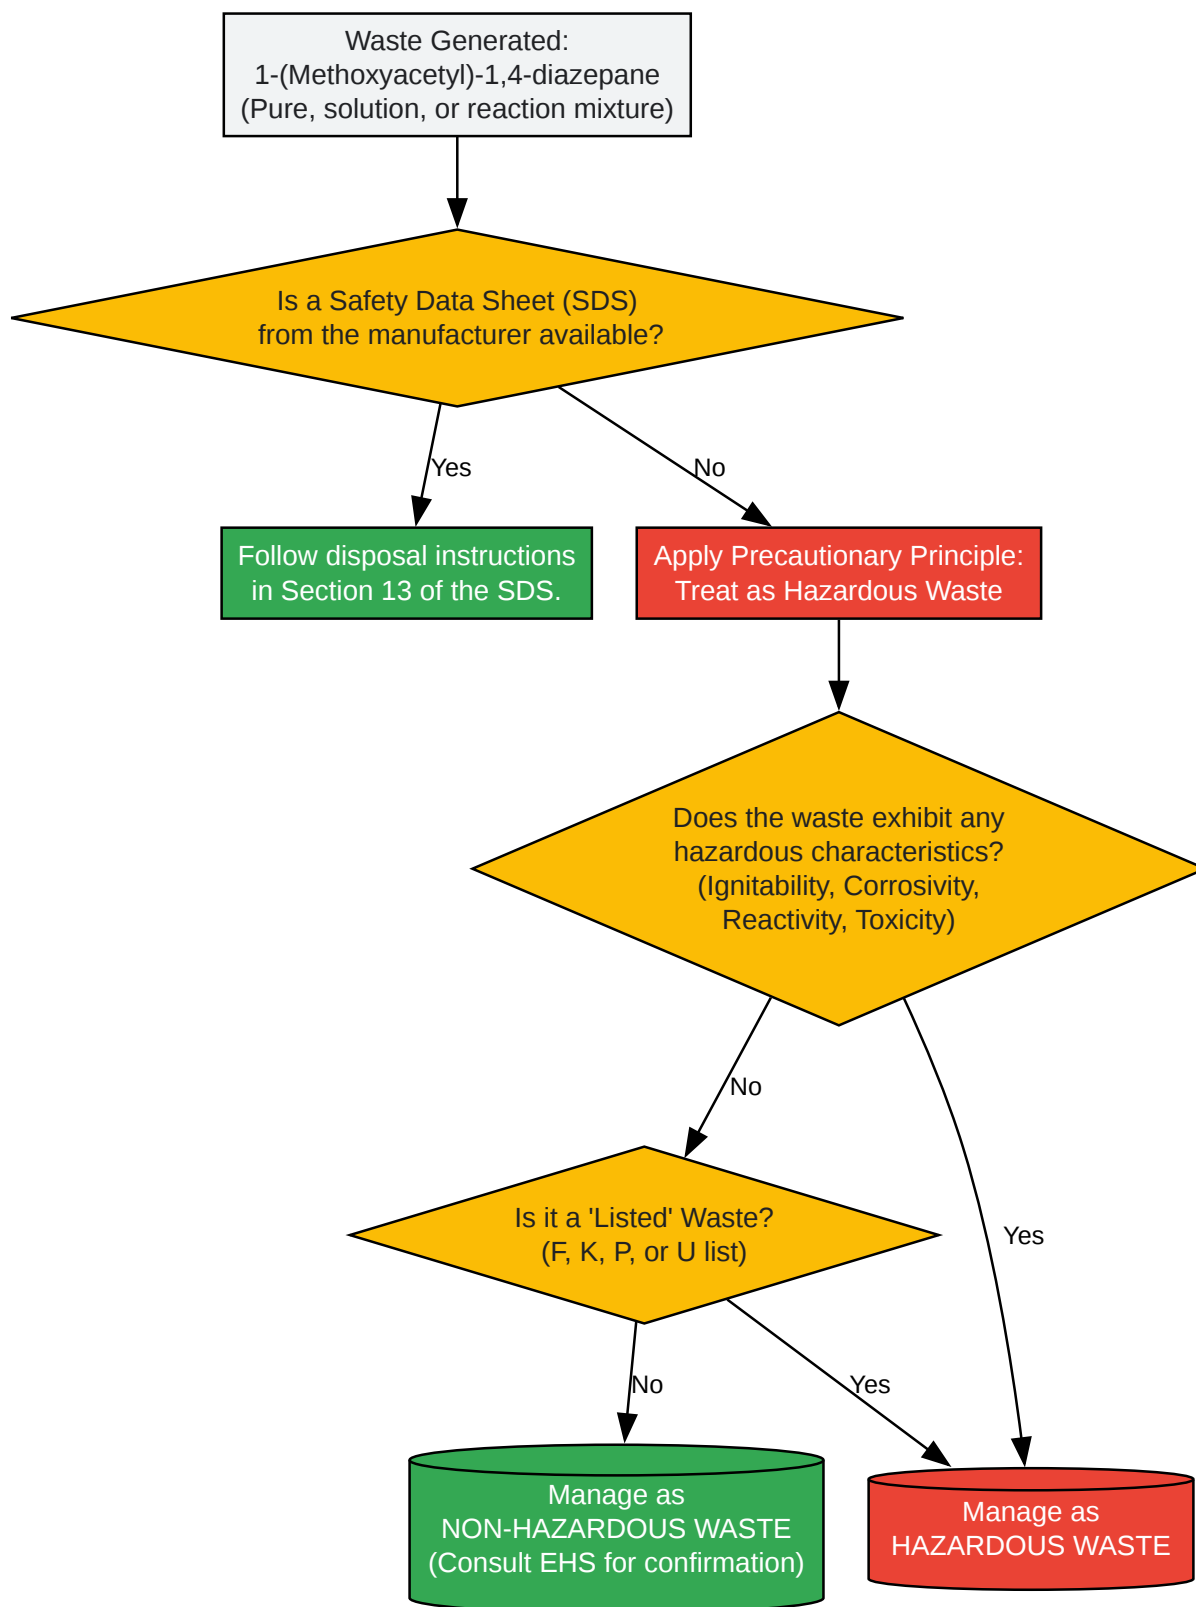 Waste Generated:
1-(Methoxyacetyl)-1,4-diazepane
(Pure, solution, or reaction mixture)
Is a Safety Data Sheet (SDS)
from the manufacturer available?
Yes
No
Follow disposal instructions
in Section 13 of the SDS.
Apply Precautionary Principle:
Treat as Hazardous Waste
Does the waste exhibit any
hazardous characteristics?
(Ignitability, Corrosivity,
Reactivity, Toxicity)
No
Yes
Is it a 'Listed' Waste?
(F, K, P, or U list)
No
Yes
Manage as
NON-HAZARDOUS WASTE
(Consult EHS for confirmation)
Manage as
HAZARDOUS WASTE